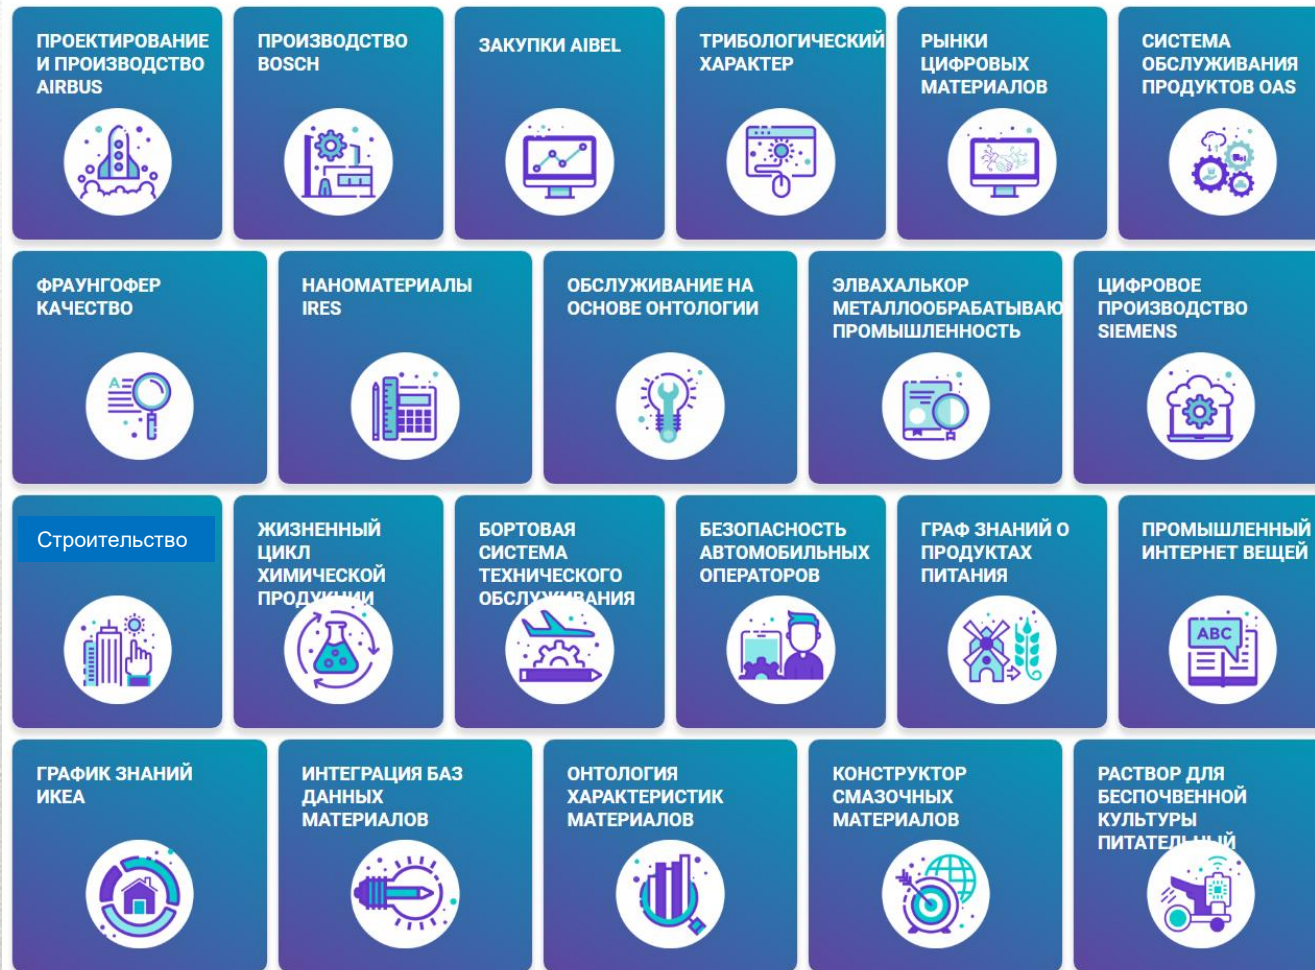 ПРОЕКТИРОВАНИЕ
И ПРОИЗВОДСТВО
AIRBUS
ПРОИЗВОДСТВО
BOSCH
ЗАКУПКИ AIBEL
ТРИБОЛОГИЧЕСКИЙ
ХАРАКТЕР
РЫНКИ
ЦИФРОВЫХ
МАТЕРИАЛОВ
СИСТЕМА
ОБСЛУЖИВАНИЯ
ПРОДУКТОВ OAS
ФРАУНГОФЕР
КАЧЕСТВО
A
НАНОМАТЕРИАЛЫ
IRES
ОБСЛУЖИВАНИЕ НА
ОСНОВЕ ОНТОЛОГИИ
ЭЛВАХАЛЬКОР
МЕТАЛЛООБРАБАТЫВАЮ
ПРОМЫШЛЕННОСТЬ
ЦИФРОВОЕ
ПРОИЗВОДСТВО
SIEMENS
Строительство
ЖИЗНЕННЫЙ
ЦИКЛ
ХИМИЧЕСКОЙ
ПРОДУКЦИИ
БОРТОВАЯ
СИСТЕМА
ТЕХНИЧЕСКОГО
ОБСЛУЖИВАНИЯ
БЕЗОПАСНОСТЬ
АВТОМОБИЛЬНЫХ
ОПЕРАТОРОВ
ГРАФ ЗНАНИЙ О
ПРОДУКТАХ
ПИТАНИЯ
ПРОМЫШЛЕННЫЙ
ИНТЕРНЕТ ВЕЩЕЙ
ABC
ГРАФИК ЗНАНИЙ
ИКЕА
ИНТЕГРАЦИЯ БАЗ
ДАННЫХ
МАТЕРИАЛОВ
ОНТОЛОГИЯ
ХАРАКТЕРИСТИК
МАТЕРИАЛОВ
КОНСТРУКТОР
СМАЗОЧНЫХ
МАТЕРИАЛОВ
РАСТВОР ДЛЯ
БЕСПОЧВЕННОЙ
КУЛЬТУРЫ
ПИТАТЕЛЬНЫЙ